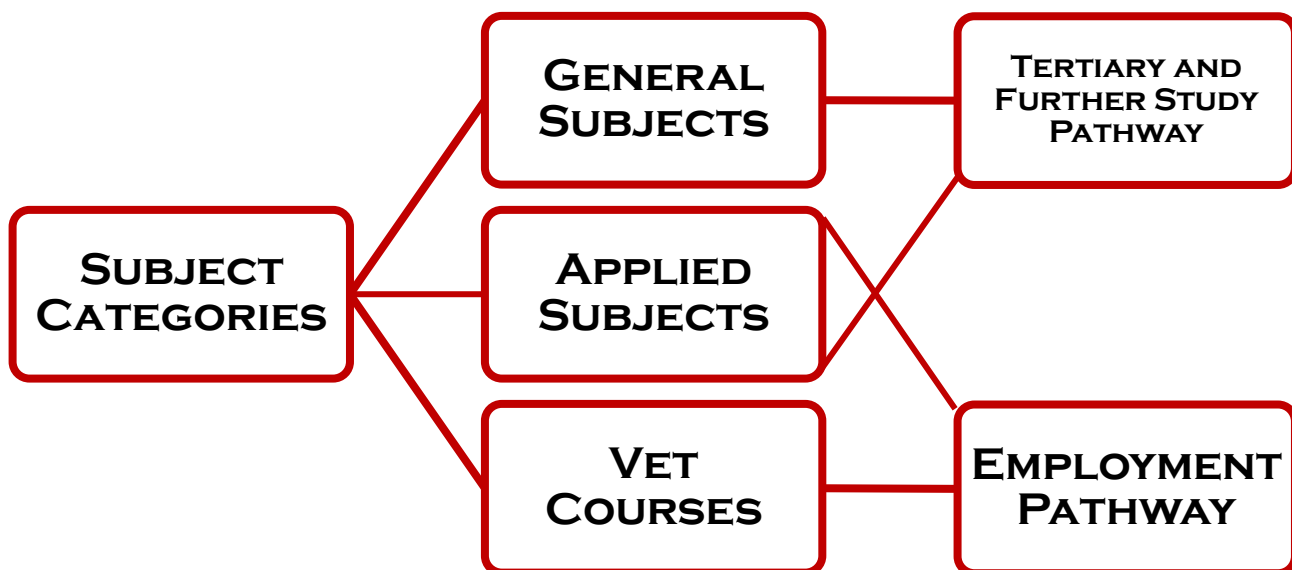 General
Subjects
Tertiary and
Further Study
Pathway
Subject
Categories
Applied
Subjects
Vet
Courses
Employment
Pathway